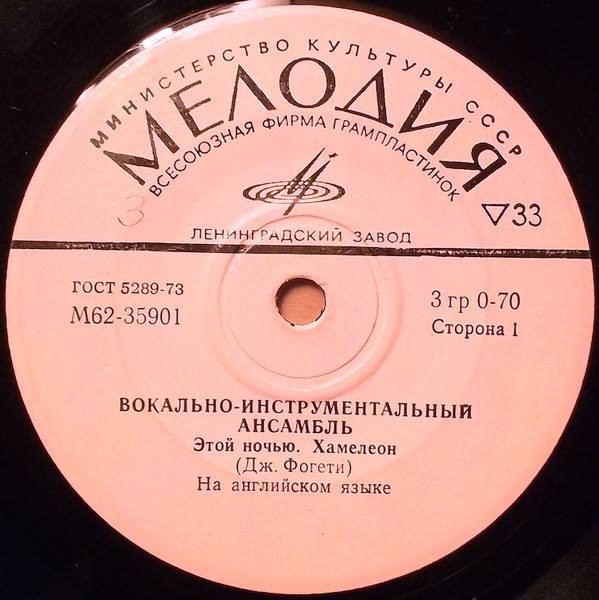 МИНИСТЕРСТВО КУЛЬТУРЫ СССР
МЕЛОДИЯ
ВСЕСОЮЗНАЯ ФИРМА ГРАМПЛАСТИНОК
3
▽33
ЛЕНИНГРАДСКИЙ ЗАВОД
ГОСТ 5289-73
3 гр 0-70
М62-35901
Сторона 1
ВОКАЛЬНО-ИНСТРУМЕНТАЛЬНЫЙ
АНСАМБЛЬ
Этой ночью. Хамелеон
(Дж. Фогети)
На английском языке